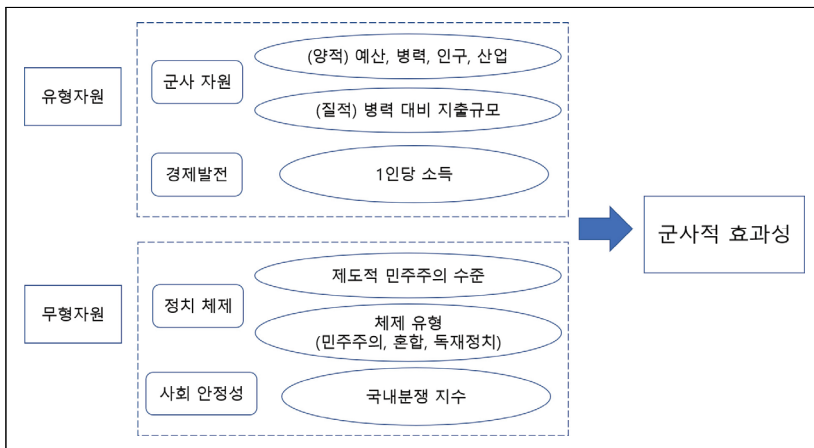 유형자원
군사 자원
(양적) 예산, 병력, 인구, 산업
(질적) 병력 대비 지출규모
경제발전
1인당 소득
군사적 효과성
무형자원
정치 체제
제도적 민주주의 수준
체제 유형
(민주주의, 혼합, 독재정치)
사회 안정성
국내분쟁 지수